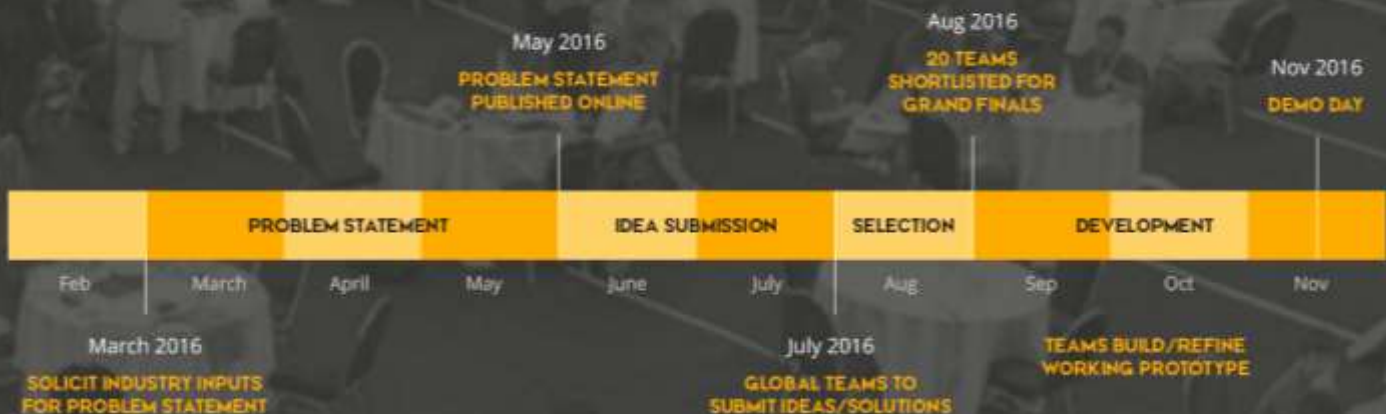 May 2016
PROBLEM STATEMENT
PUBLISHED ONLINE
Aug 2016
20 TEAMS
SHORTLISTED FOR
GRAND FINALS
Nov 2016
DEMO DAY
PROBLEM STATEMENT
IDEA SUBMISSION
SELECTION
DEVELOPMENT
Feb
March
April
May
June
July
Aug
Sep
Oct
Nov
March 2016
SOLICIT INDUSTRY INPUTS
FOR PROBLEM STATEMENT
July 2016
GLOBAL TEAMS TO
SUBMIT IDEAS/SOLUTIONS
TEAMS BUILD/REFINE
WORKING PROTOTYPE